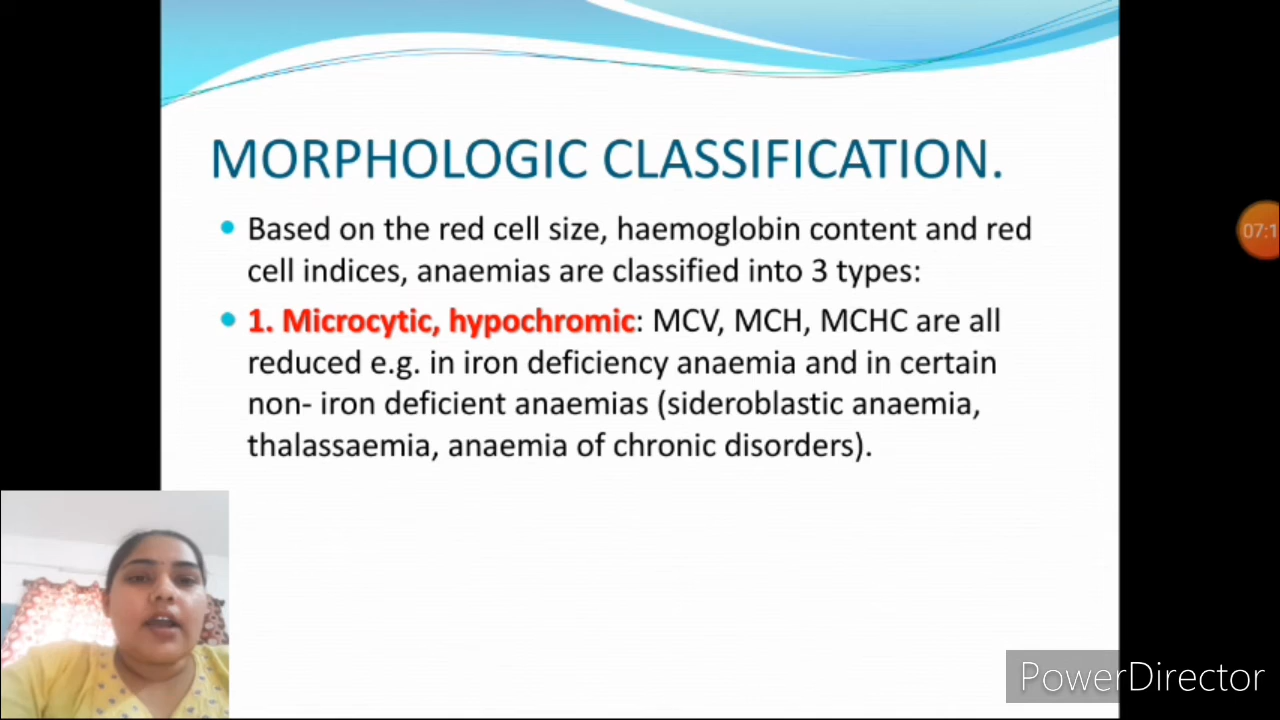 MORPHOLOGIC CLASSIFICATION.
Based on the red cell size, haemoglobin content and red
cell indices, anaemias are classified into 3 types:
1. Microcytic, hypochromic: MCV, MCH, MCHC are all
reduced e.g. in iron deficiency anaemia and in certain
non- iron deficient anaemias (sideroblastic anaemia,
thalassaemia, anaemia of chronic disorders).
07:1
PowerDirector